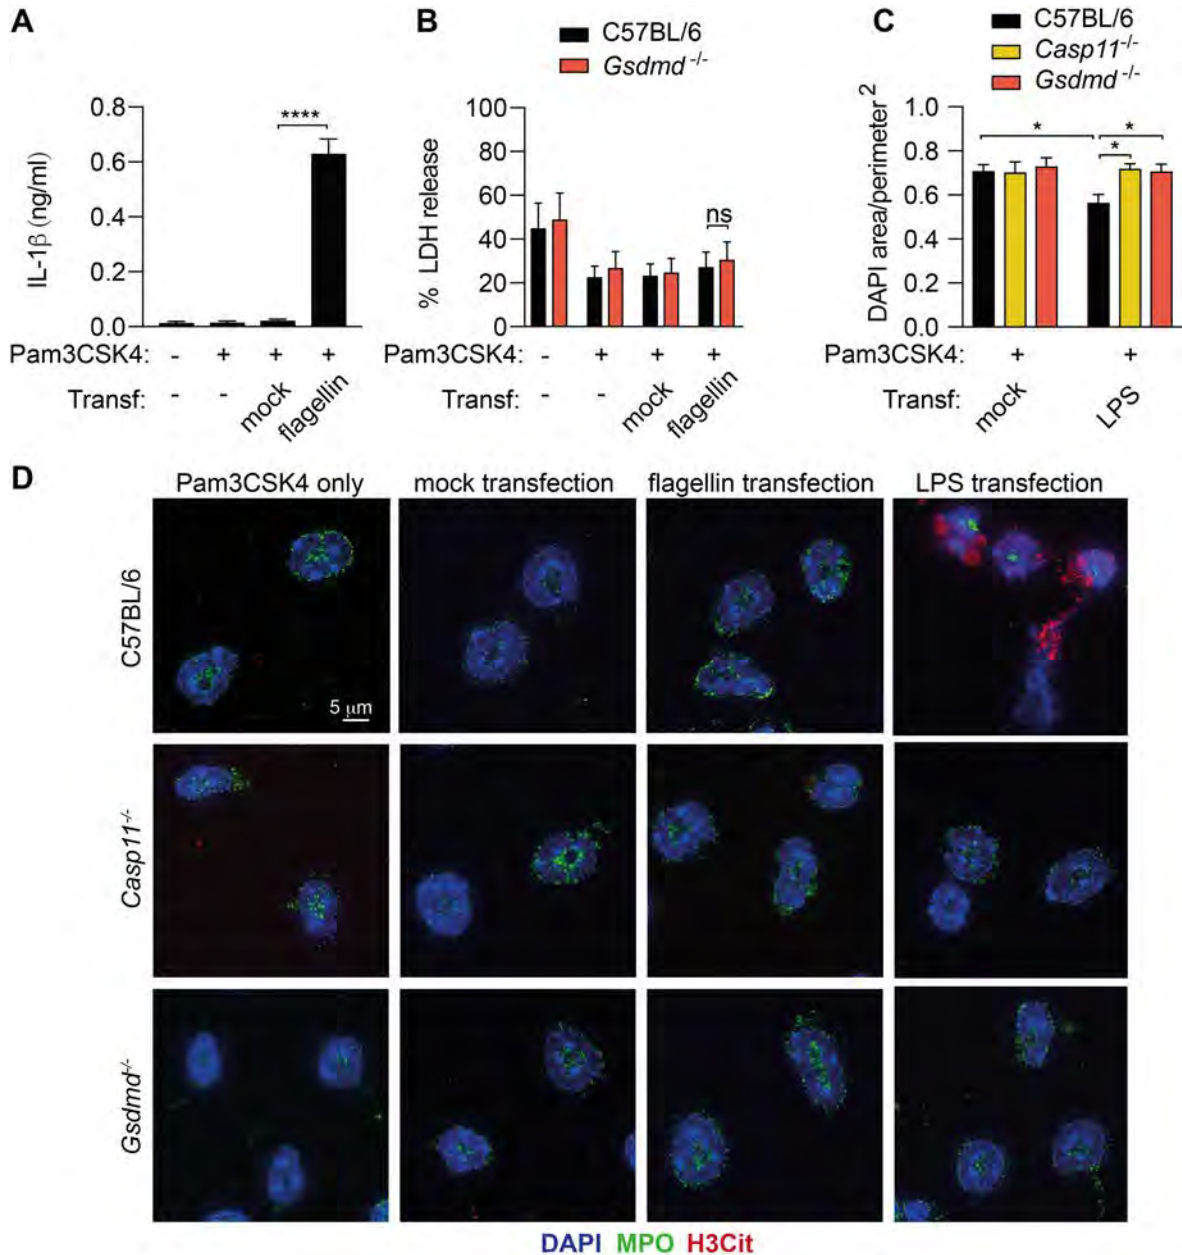 A
IL-1β (ng/ml)
0.8
0.6
0.4
0.2
0.0
****
Pam3CSK4: - + + +
Transf: - - mock flagellin
B
C57BL/6
Gsdmd -/-
% LDH release
100
80
60
40
20
0
ns
Pam3CSK4: - + + +
Transf: - - mock flagellin
C
C57BL/6
Casp11-/-
Gsdmd -/-
DAPI area/perimeter2
1.0
0.8
0.6
0.4
0.2
0.0
* * *
Pam3CSK4: + +
Transf: mock LPS
D
Pam3CSK4 only mock transfection flagellin transfection LPS transfection
C57BL/6
5 μm
Casp11-/-
Gsdmd-/-
DAPI MPO H3Cit